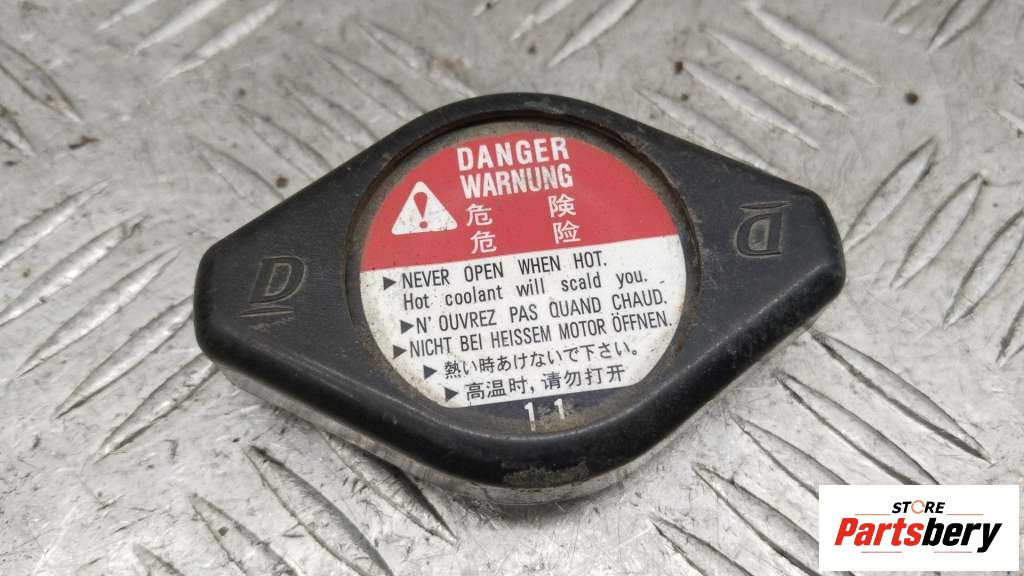 DANGER
WARNUNG
危 険
危 险
▶NEVER OPEN WHEN HOT.
Hot coolant will scald you.
▶N' OUVREZ PAS QUAND CHAUD.
▶NICHT BEI HEISSEM MOTOR ÖFFNEN.
▶熱い時あけないで下さい。
▶高温时, 请勿打开
1.1
D
D
STORE
Partsbery